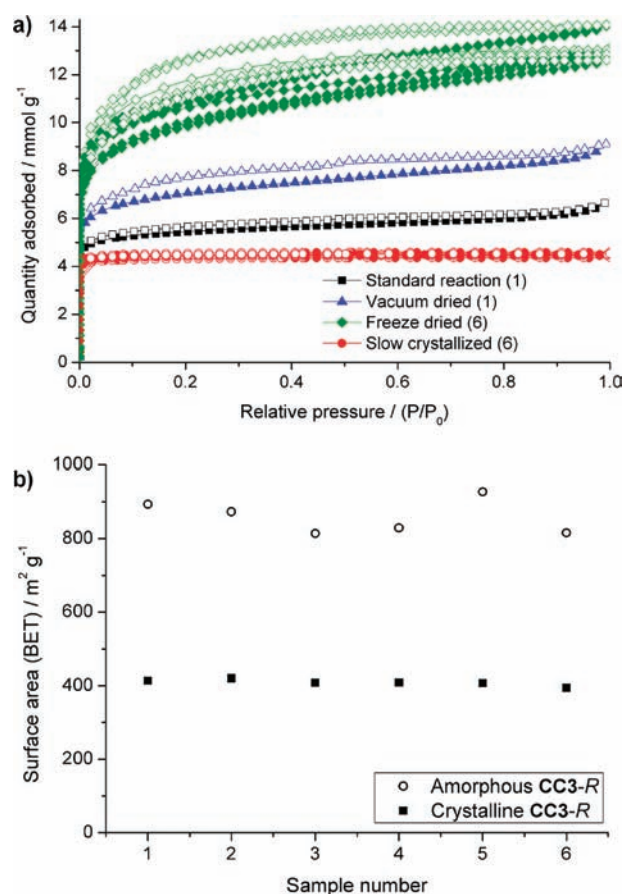 a)
14
12
10
8
6
4
2
0
Quantity adsorbed / mmol g⁻¹
Standard reaction (1)
Vacuum dried (1)
Freeze dried (6)
Slow crystallized (6)
0.0 0.2 0.4 0.6 0.8 1.0
Relative pressure / (P/P₀)
b)
1000
800
600
400
200
0
Surface area (BET) / m² g⁻¹
Amorphous CC3-R
Crystalline CC3-R
1 2 3 4 5 6
Sample number